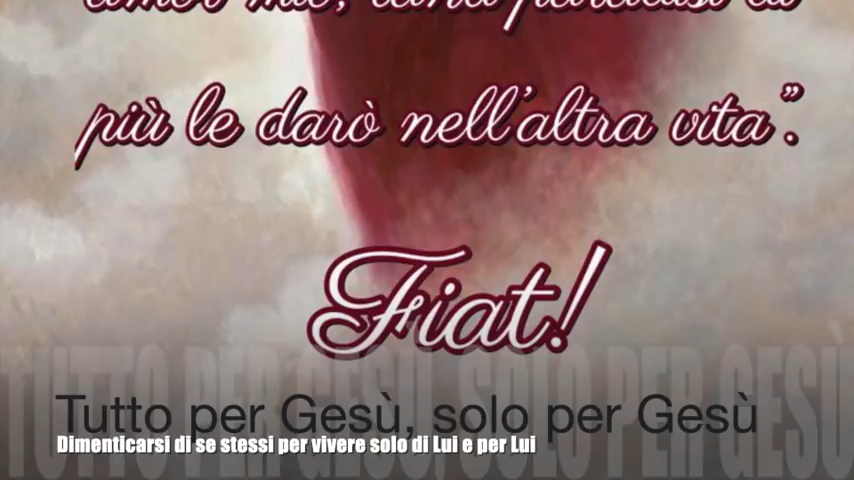 più le darò nell'altra vita”.
Fiat!
TUTTO PER GESÙ, SOLO PER GESÙ
Tutto per Gesù, solo per Gesù
Dimenticarsi di se stessi per vivere solo di Lui e per Lui